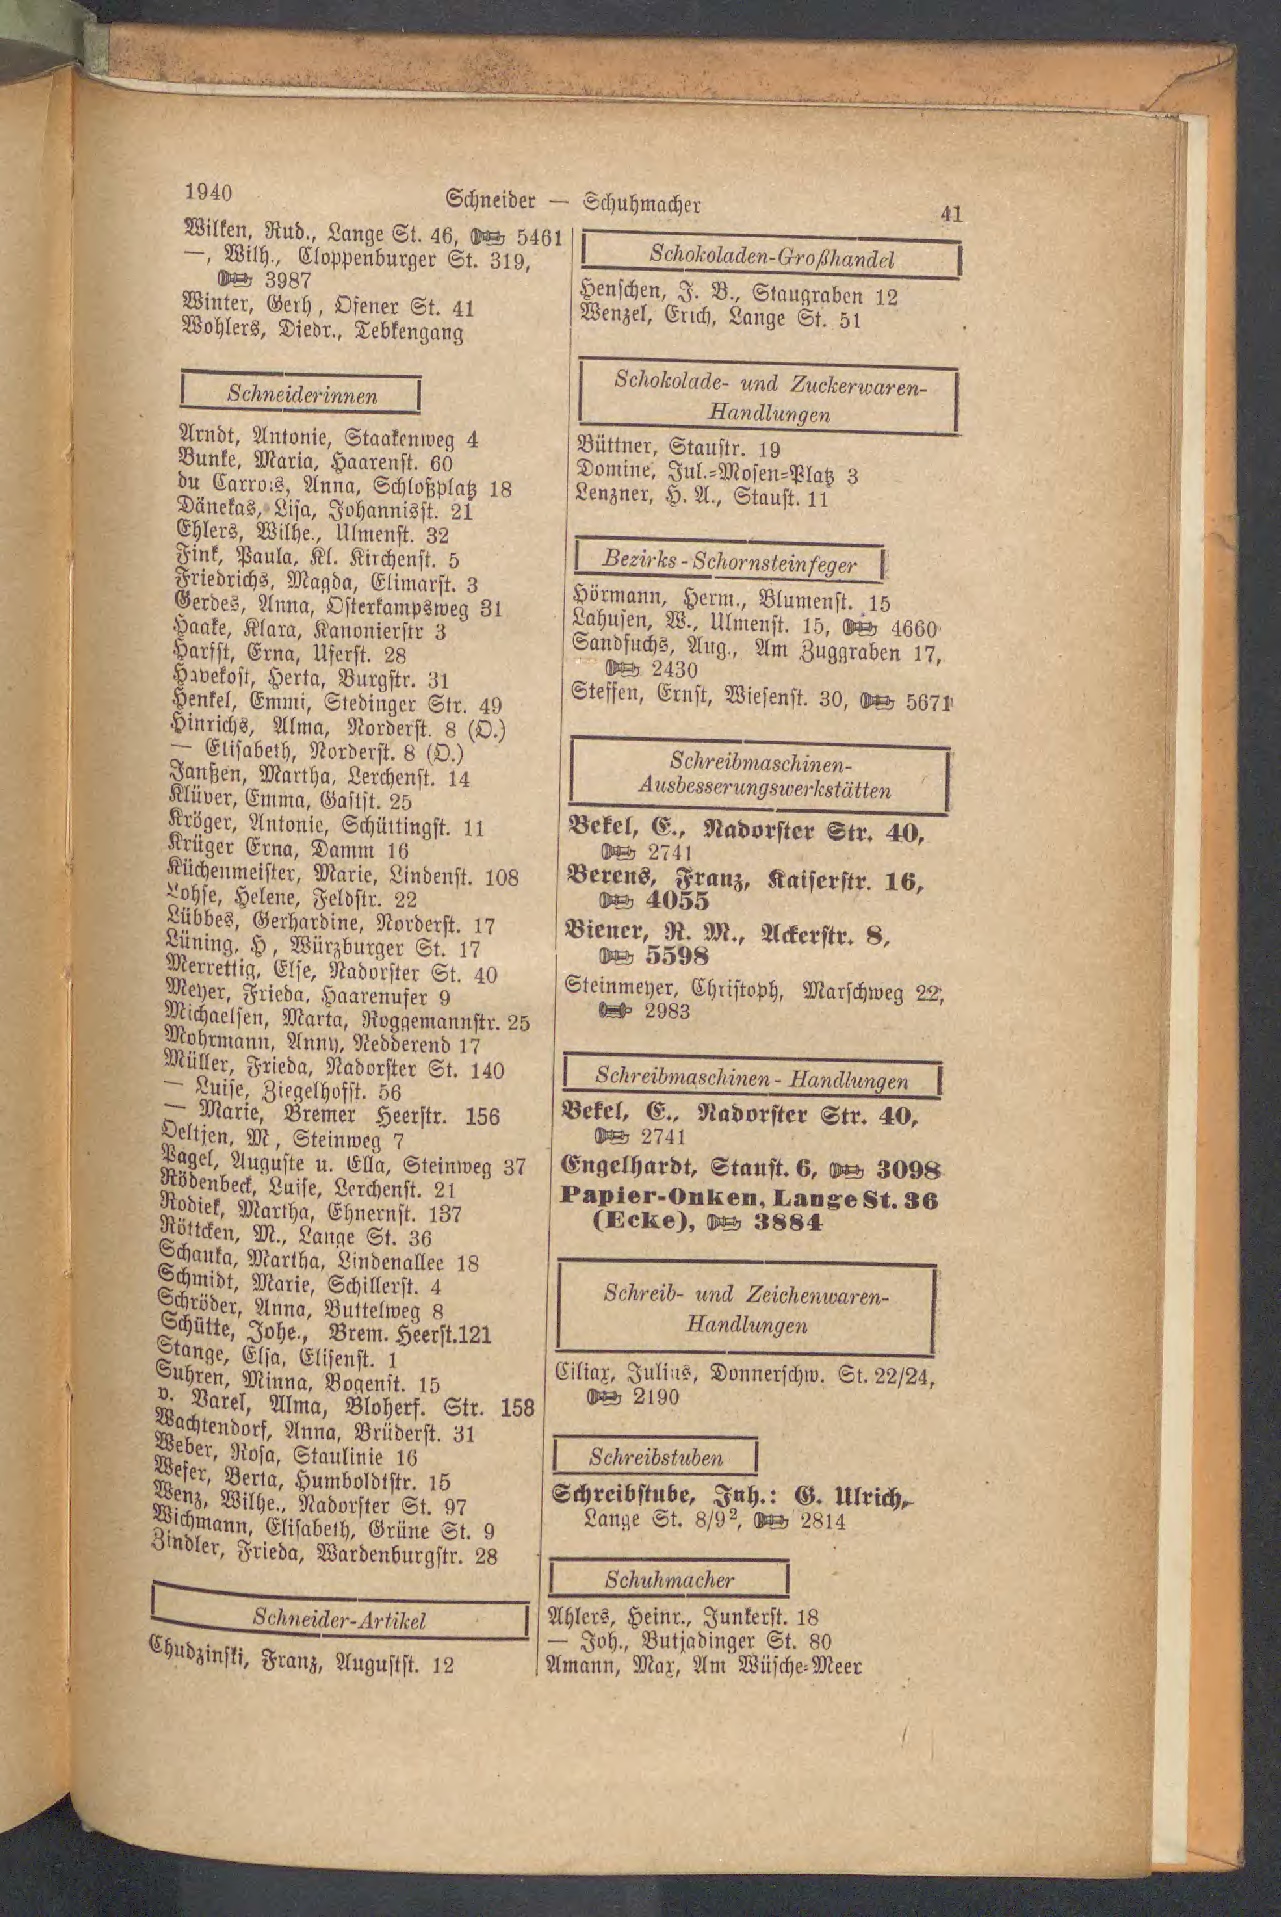 1940
Schneider — Schuhmacher
41
Wilken, Rud., Lange St. 46, 5461
—, Wilh., Cloppenburger St. 319,
3987
Winter, Gerh, Ofener St. 41
Wohlers, Diedr., Tebkengang
Schneiderinnen
Arndt, Antonie, Staakenweg 4
Bunke, Maria, Haarenst. 60
du Carrois, Anna, Schloßplatz 18
Dänekas, Lisa, Johannisst. 21
Ehlers, Wilhe., Ulmenst. 32
Fink, Paula, Kl. Kirchenst. 5
Friedrichs, Magda, Elimarst. 3
Gerdes, Anna, Osterkampsweg 31
Haake, Klara, Kanonierstr 3
Harfst, Erna, Uferst. 28
Havekost, Herta, Burgstr. 31
Henkel, Emmi, Stedinger Str. 49
Hinrichs, Alma, Norderst. 8 (O.)
— Elisabeth, Norderst. 8 (O.)
Janßen, Martha, Lerchenst. 14
Klüver, Emma, Gastst. 25
Kröger, Antonie, Schüttingst. 11
Krüger Erna, Damm 16
Küchenmeister, Marie, Lindenst. 108
Lohse, Helene, Feldstr. 22
Lübbes, Gerhardine, Norderst. 17
Lüning, H, Würzburger St. 17
Merrettig, Else, Nadorster St. 40
Meyer, Frieda, Haarenufer 9
Michaelsen, Marta, Roggemannstr. 25
Mohrmann, Anny, Nedderend 17
Müller, Frieda, Nadorster St. 140
— Luise, Ziegelhofst. 56
— Marie, Bremer Heerstr. 156
Oeltjen, M, Steinweg 7
Pagel, Auguste u. Ella, Steinweg 37
Rödenbeck, Luise, Lerchenst. 21
Rodiek, Martha, Ehnernst. 137
Röttcken, M., Lange St. 36
Schauka, Martha, Lindenallee 18
Schmidt, Marie, Schillerst. 4
Schröder, Anna, Buttelweg 8
Schütte, Johe., Brem. Heerst.121
Stange, Elsa, Elisenst. 1
Suhren, Minna, Bogenst. 15
v. Varel, Alma, Bloherf. Str. 158
Wachtendorf, Anna, Brüderst. 31
Weber, Rosa, Staulinie 16
Wefer, Berta, Humboldtstr. 15
Wenz, Wilhe., Nadorster St. 97
Wichmann, Elisabeth, Grüne St. 9
Zindler, Frieda, Wardenburgstr. 28
Schneider-Artikel
Chudzinski, Franz, Augustst. 12
Schokoladen-Großhandel
Henschen, J. B., Staugraben 12
Wenzel, Erich, Lange St. 51
Schokolade- und Zuckerwaren-
Handlungen
Büttner, Staustr. 19
Domine, Jul.=Mosen=Platz 3
Lenzner, H. A., Staust. 11
Bezirks - Schornsteinfeger
Hörmann, Herm., Blumenst. 15
Lahusen, W., Ulmenst. 15, 4660
Sandfuchs, Aug., Am Zuggraben 17,
2430
Steffen, Ernst, Wiesenst. 30, 5671
Schreibmaschinen-
Ausbesserungswerkstätten
Bekel, E., Nadorster Str. 40,
2741
Berens, Franz, Kaiserstr. 16,
4055
Biener, R. M., Ackerstr. 8,
5598
Steinmeyer, Christoph, Marschweg 22,
2983
Schreibmaschinen - Handlungen
Bekel, E., Nadorster Str. 40,
2741
Engelhardt, Staust. 6, 3098
Papier-Onken, Lange St. 36
(Ecke), 3884
Schreib- und Zeichenwaren-
Handlungen
Ciliax, Julius, Donnerschw. St. 22/24,
2190
Schreibstuben
Schreibstube, Inh.: G. Ulrich,
Lange St. 8/9², 2814
Schuhmacher
Ahlers, Heinr., Junkerst. 18
— Joh., Butjadinger St. 80
Amann, Max, Am Wüsche=Meer